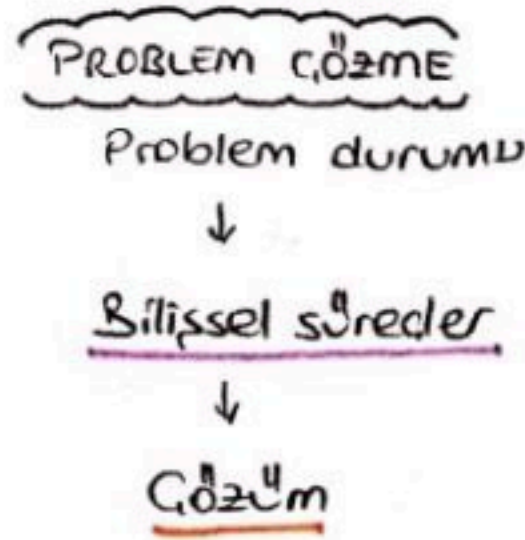 PROBLEM ÇÖZME
Problem durumu
↓
Bilişsel süreçler
↓
Çözüm